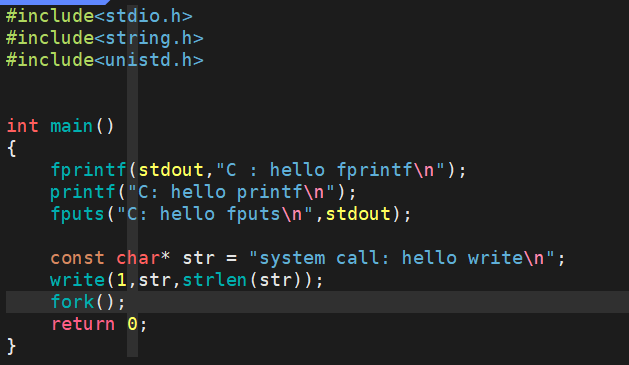 #include<stdio.h>
#include<string.h>
#include<unistd.h>
int main()
{
    fprintf(stdout,"C : hello fprintf\n");
    printf("C: hello printf\n");
    fputs("C: hello fputs\n",stdout);
    const char* str = "system call: hello write\n";
    write(1,str,strlen(str));
    fork();
    return 0;
}